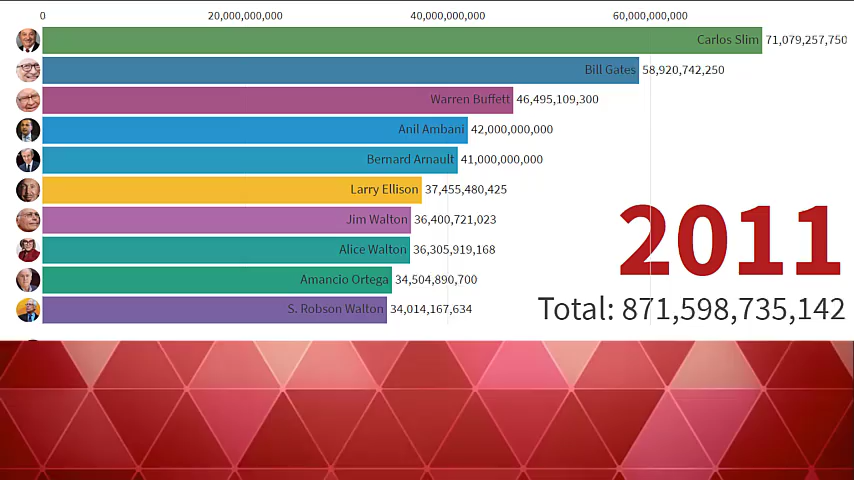 0 20,000,000,000 40,000,000,000 60,000,000,000
Carlos Slim 71,079,257,750
Bill Gates 58,920,742,250
Warren Buffett 46,495,109,300
Anil Ambani 42,000,000,000
Bernard Arnault 41,000,000,000
Larry Ellison 37,455,480,425
Jim Walton 36,400,721,023
Alice Walton 36,305,919,168
Amancio Ortega 34,504,890,700
S. Robson Walton 34,014,167,634
2011
Total: 871,598,735,142